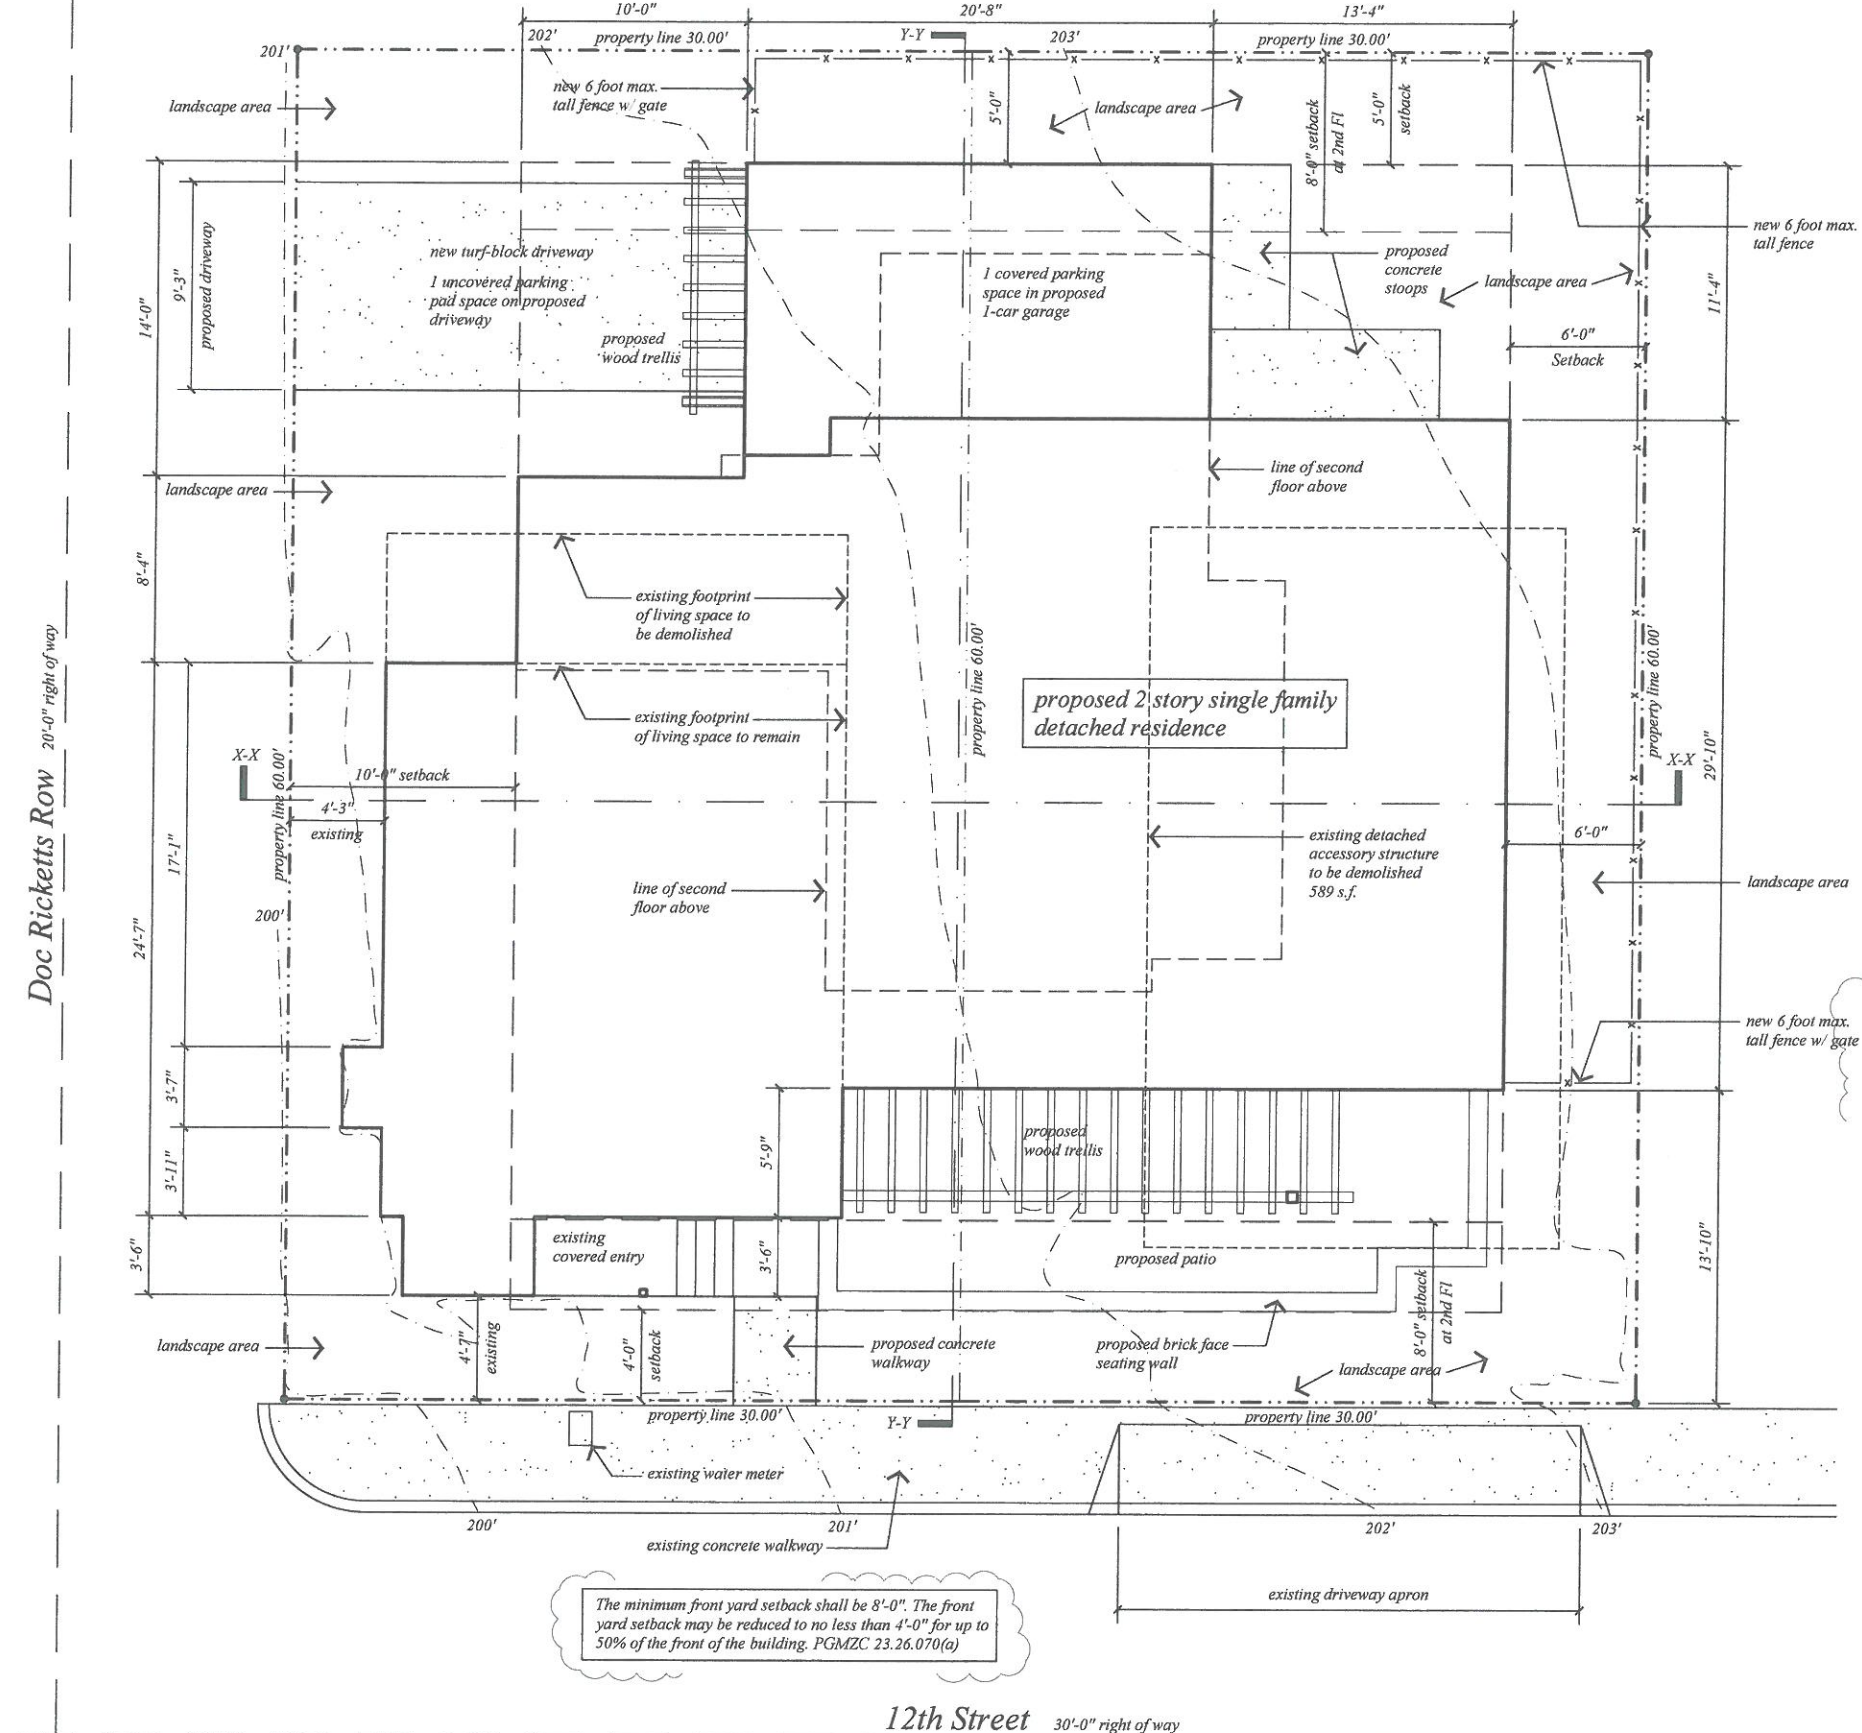 10'-0"
20'-8"
13'-4"
201'
202'
property line 30.00'
Y-Y
203'
property line 30.00'
landscape area
new 6 foot max.
tall fence w/ gate
5'-0"
landscape area
8'-0" setback
at 2nd Fl
5'-0"
setback
new 6 foot max.
tall fence
14'-0"
9'-3"
proposed driveway
new turf-block driveway
1 uncovered parking
pad space on proposed
driveway
proposed
wood trellis
1 covered parking
space in proposed
1-car garage
proposed
concrete
stoops
landscape area
11'-4"
6'-0"
Setback
landscape area
line of second
floor above
8'-4"
existing footprint
of living space to
be demolished
existing footprint
of living space to remain
property line 60.00'
proposed 2 story single family
detached residence
property line 60.00'
Doc Ricketts Row 20'-0" right of way
X-X
10'-0" setback
4'-3"
existing
property line 60.00'
X-X
29'-10"
17'-1"
24'-7"
200'
line of second
floor above
existing detached
accessory structure
to be demolished
589 s.f.
6'-0"
landscape area
new 6 foot max.
tall fence w/ gate
3'-7"
3'-11"
5'-9"
proposed
wood trellis
3'-6"
existing
covered entry
3'-6"
proposed patio
13'-10"
8'-0" setback
at 2nd Fl
landscape area
4'-7"
existing
4'-0"
setback
proposed concrete
walkway
proposed brick face
seating wall
landscape area
property line 30.00'
Y-Y
property line 30.00'
existing water meter
200'
201'
202'
203'
existing concrete walkway
existing driveway apron
The minimum front yard setback shall be 8'-0". The front
yard setback may be reduced to no less than 4'-0" for up to
50% of the front of the building. PGMZC 23.26.070(a)
12th Street 30'-0" right of way